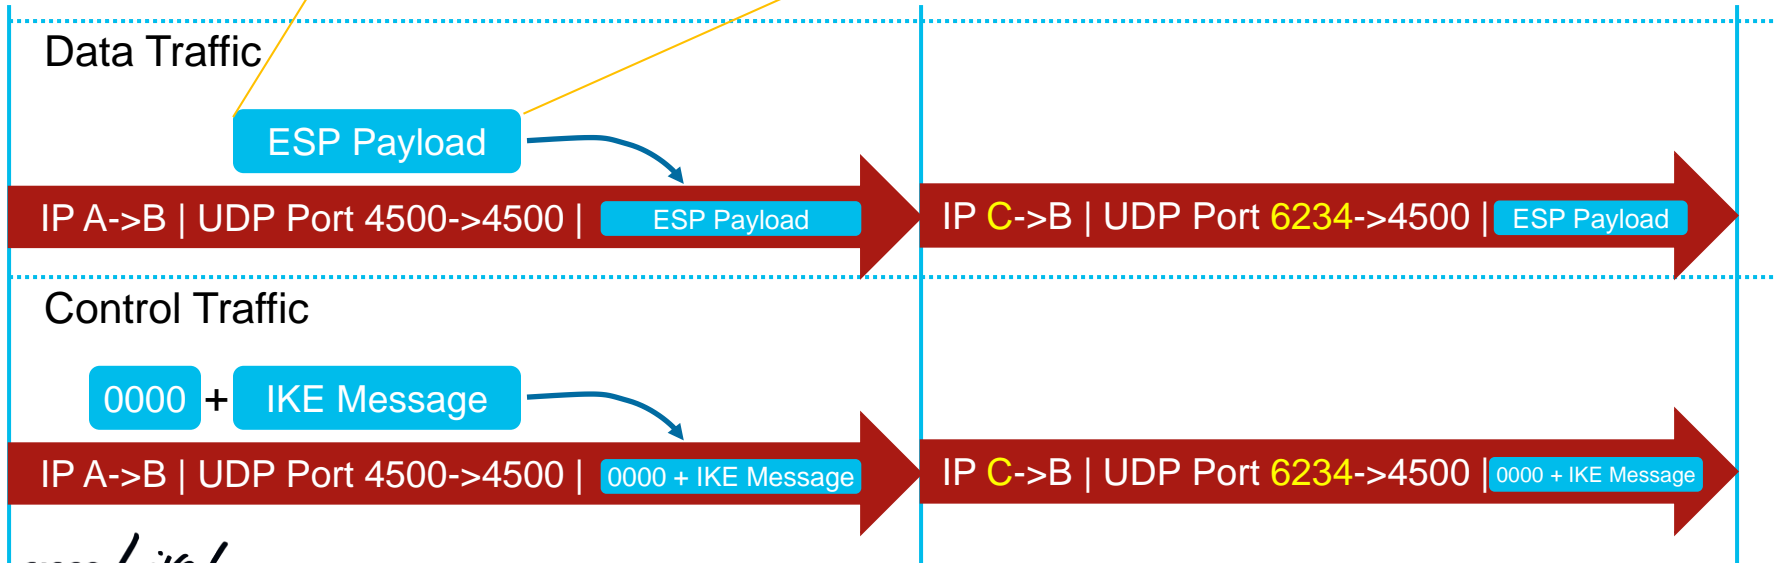 Data Traffic
ESP Payload
IP A->B | UDP Port 4500->4500 | ESP Payload
IP C->B | UDP Port 6234->4500 | ESP Payload
Control Traffic
0000 + IKE Message
IP A->B | UDP Port 4500->4500 | 0000 + IKE Message
IP C->B | UDP Port 6234->4500 | 0000 + IKE Message